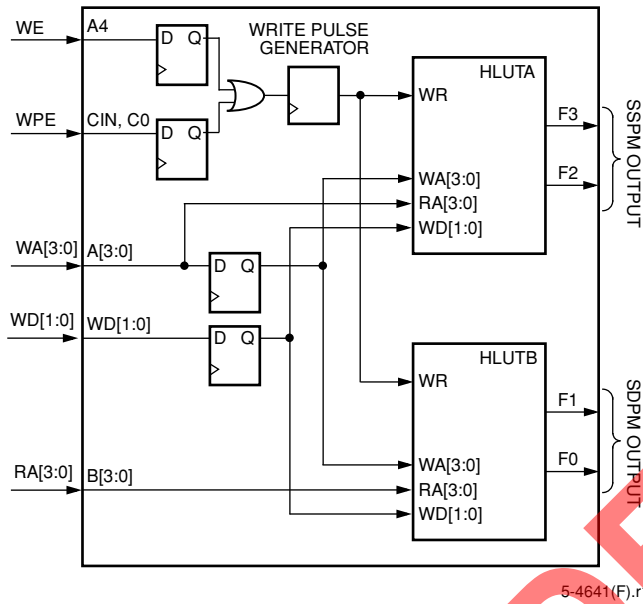 WE
A4
D Q
WRITE PULSE
GENERATOR
HLUTA
WR
F3
F2
SSPM OUTPUT
WPE
CIN, C0
D Q
WA[3:0]
RA[3:0]
WD[1:0]
WA[3:0]
A[3:0]
D Q
WD[1:0]
WD[1:0]
D Q
HLUTB
WR
F1
F0
SDPM OUTPUT
WA[3:0]
RA[3:0]
WD[1:0]
RA[3:0]
B[3:0]